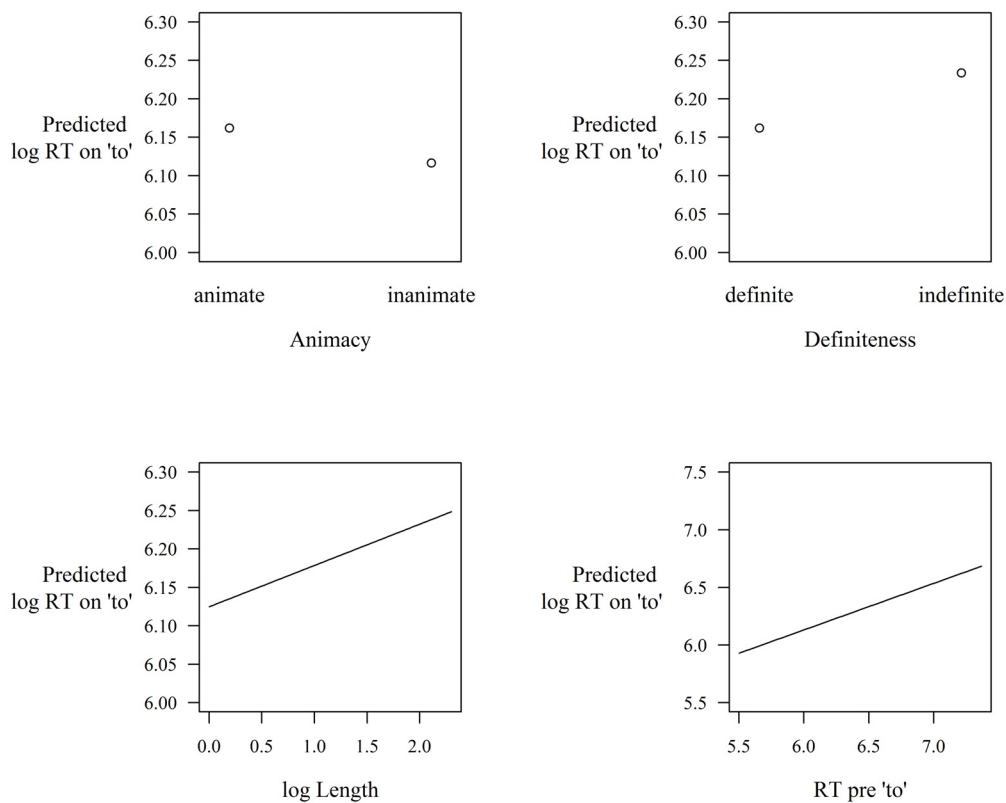 6.30
6.25
6.20
6.15
6.10
6.05
6.00
Predicted
log RT on 'to'
animate inanimate
Animacy
6.30
6.25
6.20
6.15
6.10
6.05
6.00
Predicted
log RT on 'to'
definite indefinite
Definiteness
6.30
6.25
6.20
6.15
6.10
6.05
6.00
Predicted
log RT on 'to'
0.0 0.5 1.0 1.5 2.0
log Length
7.5
7.0
6.5
6.0
5.5
Predicted
log RT on 'to'
5.5 6.0 6.5 7.0
RT pre 'to'